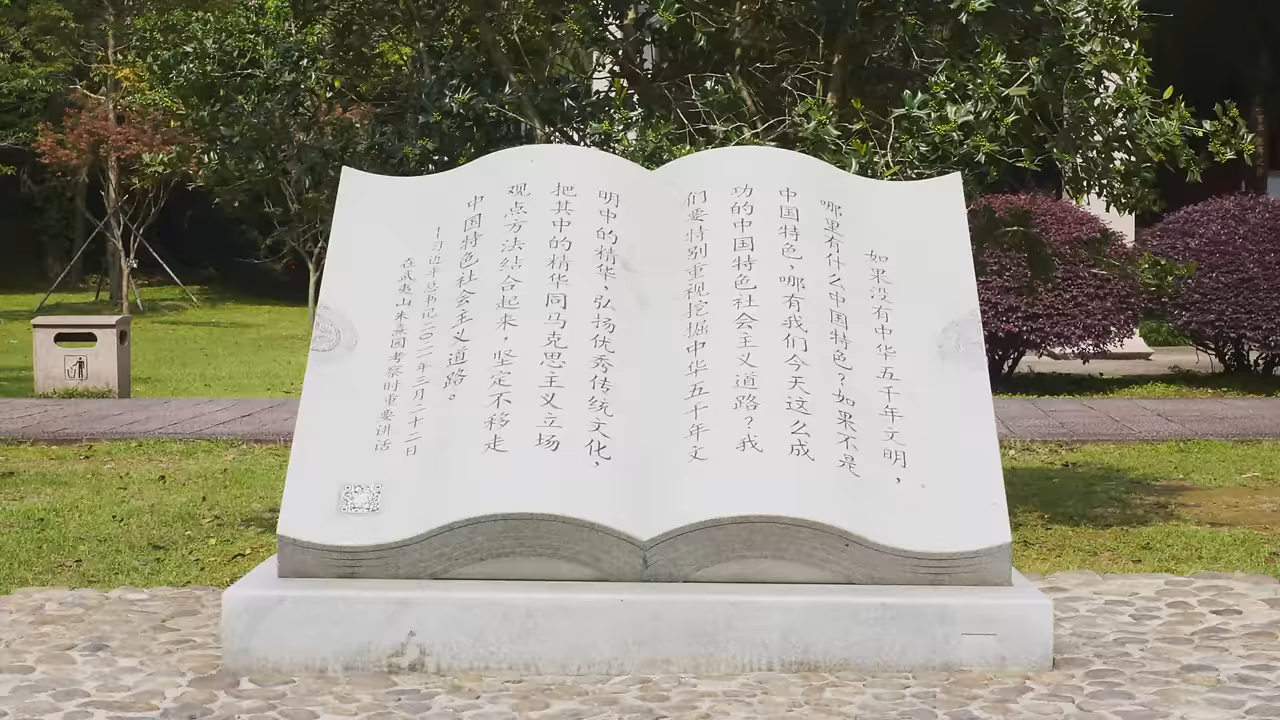 如果没有中华五千年文明，
哪里有什么中国特色？如果不是
中国特色，哪有我们今天这么成
功的中国特色社会主义道路？我
们要特别重视挖掘中华五千年文
明中的精华，弘扬优秀传统文化，
把其中的精华同马克思主义立场
观点方法结合起来，坚定不移走
中国特色社会主义道路。
—习近平总书记二〇二一年三月二十二日
在武夷山朱熹园考察时重要讲话